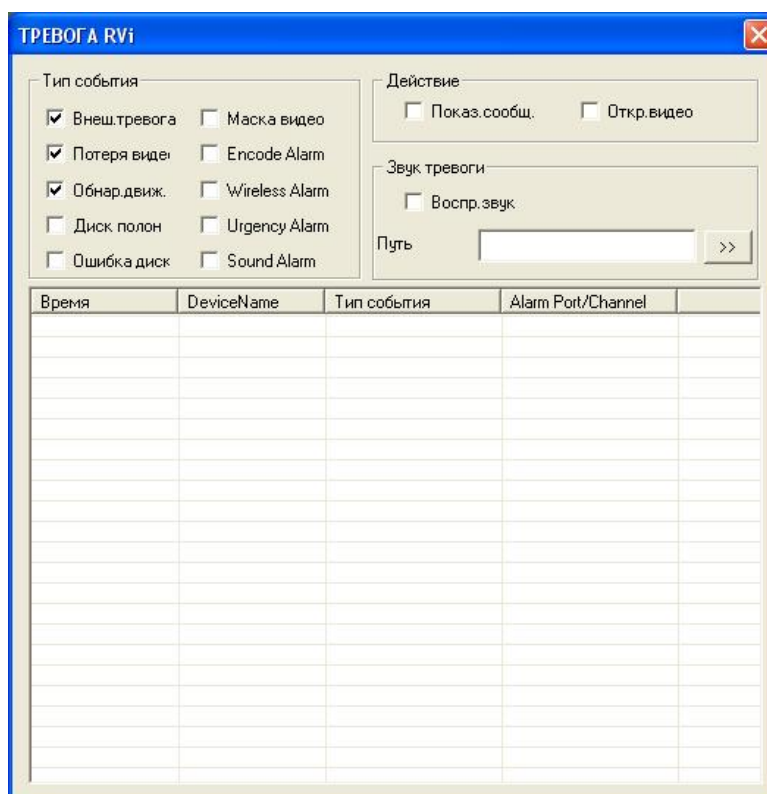 ТРЕВОГА RVi
Тип события
Внеш.тревога
Маска видео
Потеря виде
Encode Alarm
Обнар.движ.
Wireless Alarm
Диск полон
Urgency Alarm
Ошибка диск
Sound Alarm
Действие
Показ.сообщ.
Откр.видео
Звук тревоги
Воспр.звук
Путь
>>
Время DeviceName Тип события Alarm Port/Channel